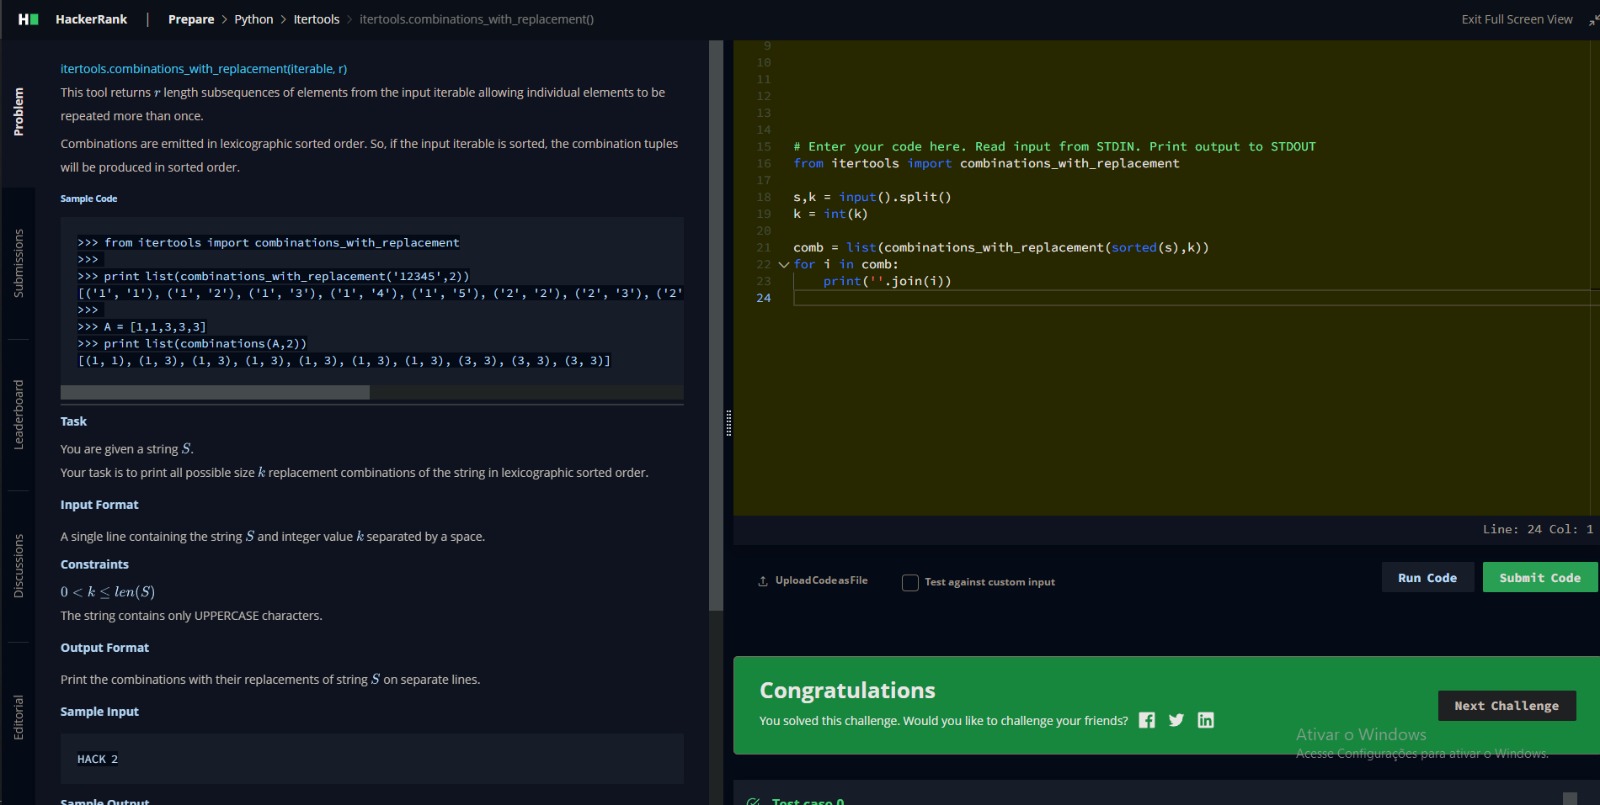 HackerRank | Prepare > Python > Itertools > itertools.combinations_with_replacement()
Exit Full Screen View
Problem
Submissions
Leaderboard
Discussions
Editorial
itertools.combinations_with_replacement(iterable, r)
This tool returns r length subsequences of elements from the input iterable allowing individual elements to be
repeated more than once.
Combinations are emitted in lexicographic sorted order. So, if the input iterable is sorted, the combination tuples
will be produced in sorted order.
Sample Code
>>> from itertools import combinations_with_replacement
>>>
>>> print list(combinations_with_replacement('12345',2))
[('1', '1'), ('1', '2'), ('1', '3'), ('1', '4'), ('1', '5'), ('2', '2'), ('2', '3'), ('2'
>>>
>>> A = [1,1,3,3,3]
>>> print list(combinations(A,2))
[(1, 1), (1, 3), (1, 3), (1, 3), (1, 3), (1, 3), (1, 3), (3, 3), (3, 3), (3, 3)]
Task
You are given a string S.
Your task is to print all possible size k replacement combinations of the string in lexicographic sorted order.
Input Format
A single line containing the string S and integer value k separated by a space.
Constraints
0 < k ≤ len(S)
The string contains only UPPERCASE characters.
Output Format
Print the combinations with their replacements of string S on separate lines.
Sample Input
HACK 2
Sample Output
9
10
11
12
13
14
15 # Enter your code here. Read input from STDIN. Print output to STDOUT
16 from itertools import combinations_with_replacement
17
18 s,k = input().split()
19 k = int(k)
20
21 comb = list(combinations_with_replacement(sorted(s),k))
22 for i in comb:
23 print(''.join(i))
24
Line: 24 Col: 1
Upload Code as File
Test against custom input
Run Code
Submit Code
Congratulations
You solved this challenge. Would you like to challenge your friends?
Next Challenge
Ativar o Windows
Acesse Configurações para ativar o Windows.
Test case 0